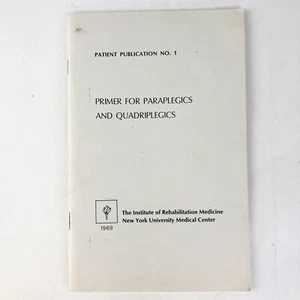 PATIENT PUBLICATION NO. 1
PRIMER FOR PARAPLEGICS
AND QUADRIPLEGICS
The Institute of Rehabilitation Medicine
New York University Medical Center
1969